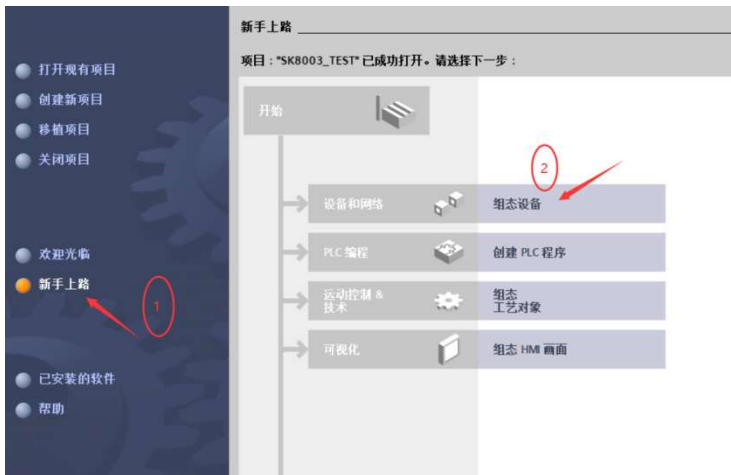 新手上路
项目："SK8003_TEST" 已成功打开。请选择下一步：
打开现有项目
创建新项目
移植项目
关闭项目
欢迎光临
新手上路
已安装的软件
帮助
1
开始
2
设备和网络
组态设备
PLC 编程
创建 PLC 程序
运动控制 &
技术
组态
工艺对象
可视化
组态 HMI 画面